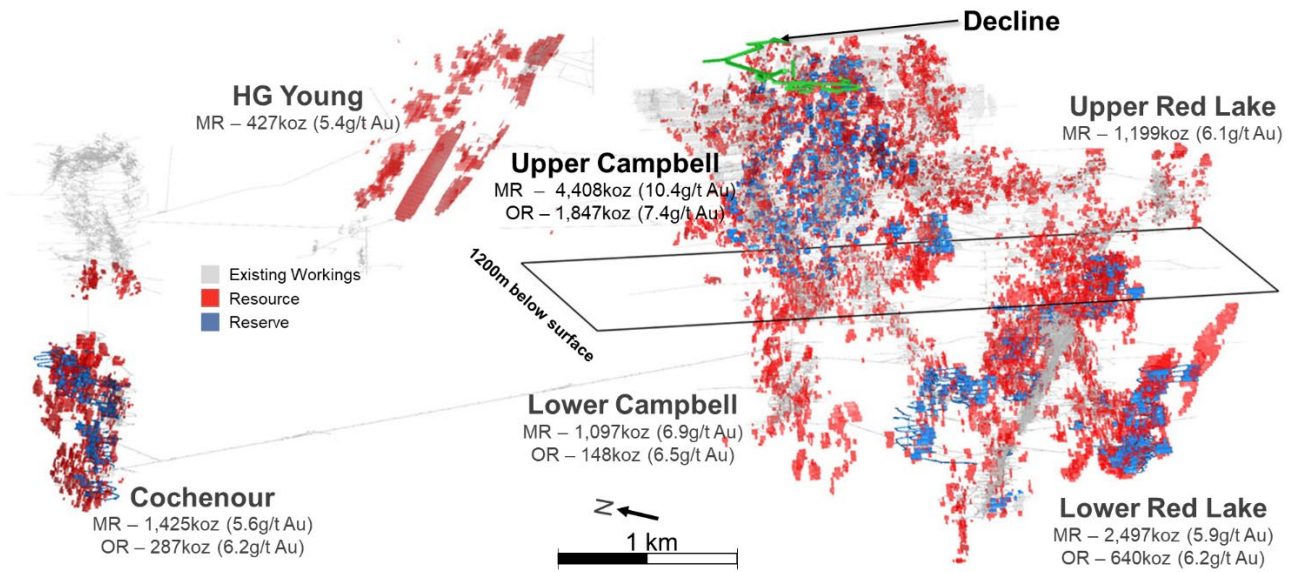 Decline
HG Young
MR – 427koz (5.4g/t Au)
Upper Red Lake
MR – 1,199koz (6.1g/t Au)
Upper Campbell
MR – 4,408koz (10.4g/t Au)
OR – 1,847koz (7.4g/t Au)
Existing Workings
Resource
Reserve
1200m below surface
Lower Campbell
MR – 1,097koz (6.9g/t Au)
OR – 148koz (6.5g/t Au)
Cochenour
MR – 1,425koz (5.6g/t Au)
OR – 287koz (6.2g/t Au)
N
1 km
Lower Red Lake
MR – 2,497koz (5.9g/t Au)
OR – 640koz (6.2g/t Au)